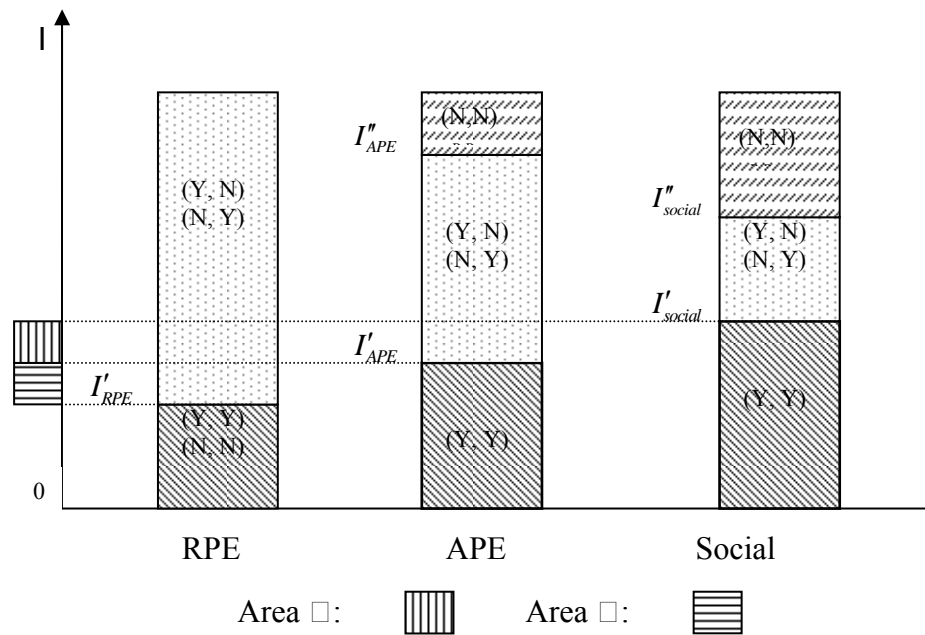 I
(N,N)
(N,N)
I″APE
I″social
(Y, N)
(N, Y)
(Y, N)
(N, Y)
(Y, N)
(N, Y)
I′social
I′APE
I′RPE
(Y, Y)
(N, N)
(Y, Y)
(Y, Y)
0
RPE APE Social
Area □: Area □: